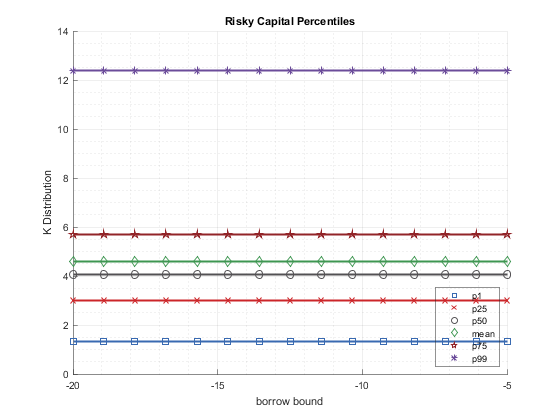 Risky Capital Percentiles
14
12
10
8
6
4
2
0
K Distribution
p1
p25
p50
mean
p75
p99
-20
-15
-10
-5
borrow bound